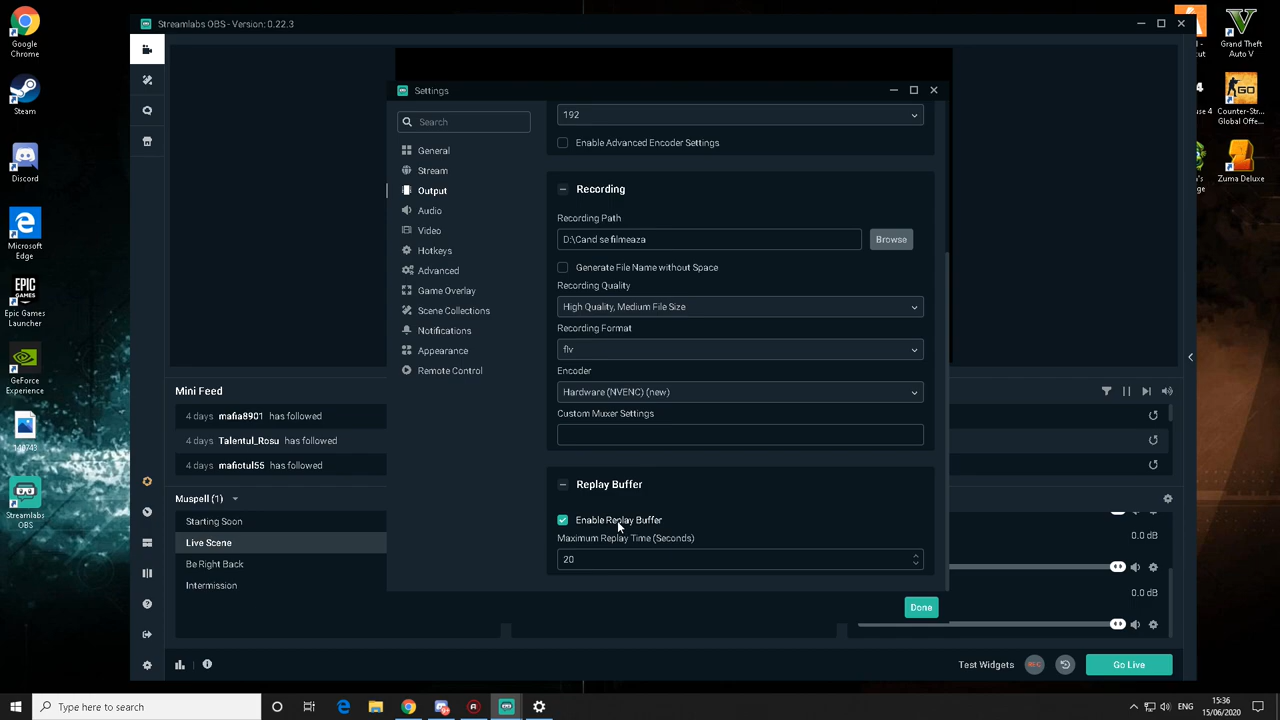 Google
Chrome
Steam
Discord
Microsoft
Edge
EPIC
GAMES
Epic Games
Launcher
GeForce
Experience
140743
Streamlabs
OBS
Streamlabs OBS - Version: 0.22.3
Settings
Search
General
Stream
Output
Audio
Video
Hotkeys
Advanced
Game Overlay
Scene Collections
Notifications
Appearance
Remote Control
192
Enable Advanced Encoder Settings
Recording
Recording Path
D:\Cand se filmeaza
Browse
Generate File Name without Space
Recording Quality
High Quality, Medium File Size
Recording Format
flv
Encoder
Hardware (NVENC) (new)
Custom Muxer Settings
Replay Buffer
Enable Replay Buffer
Maximum Replay Time (Seconds)
20
Done
Mini Feed
4 days mafia8901 has followed
4 days Talentul_Rosu has followed
4 days mafiotul55 has followed
Muspell (1)
Starting Soon
Live Scene
Be Right Back
Intermission
0.0 dB
0.0 dB
Test Widgets
REC
Go Live
Grand Theft
Auto V
GO
Counter-Str...
Global Offe...
Zuma Deluxe
Type here to search
ENG
15:36
15/06/2020